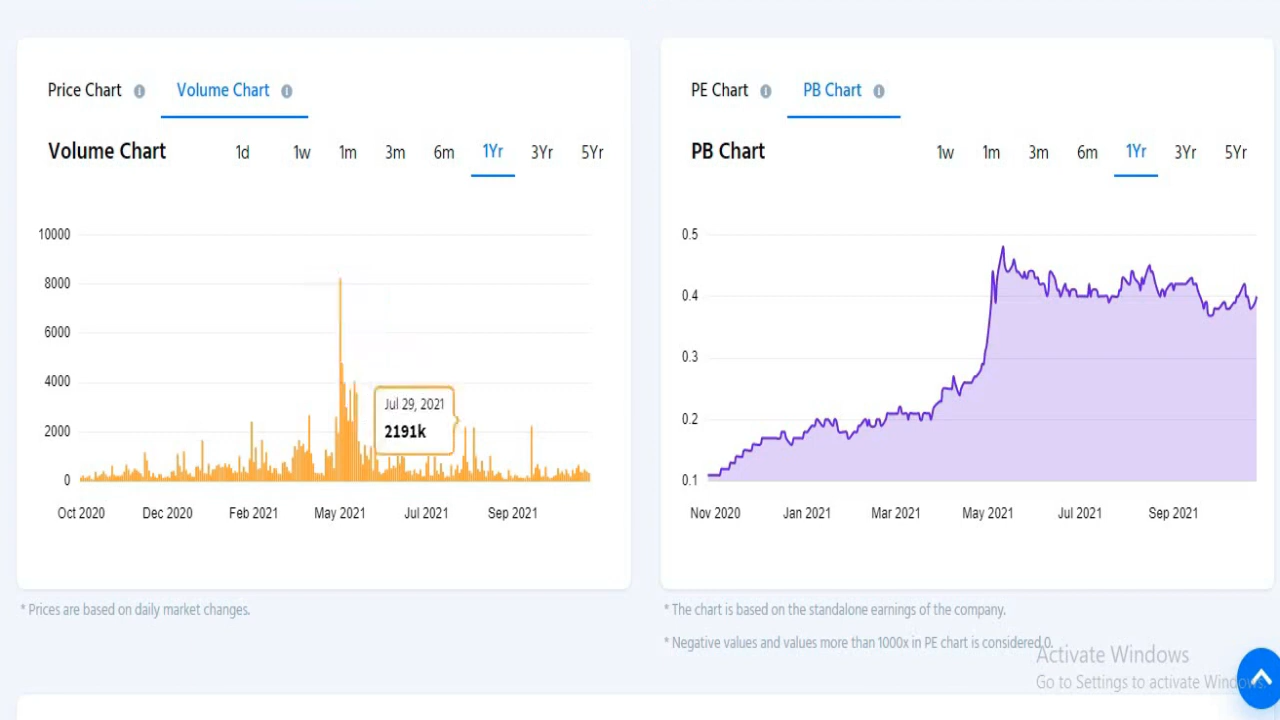 Price Chart
Volume Chart
Volume Chart
1d 1w 1m 3m 6m 1Yr 3Yr 5Yr
10000
8000
6000
4000
2000
0
Jul 29, 2021
2191k
Oct 2020 Dec 2020 Feb 2021 May 2021 Jul 2021 Sep 2021
* Prices are based on daily market changes.
PE Chart
PB Chart
PB Chart
1w 1m 3m 6m 1Yr 3Yr 5Yr
0.5
0.4
0.3
0.2
0.1
Nov 2020 Jan 2021 Mar 2021 May 2021 Jul 2021 Sep 2021
* The chart is based on the standalone earnings of the company.
* Negative values and values more than 1000x in PE chart is considered 0.
Activate Windows
Go to Settings to activate Windows.